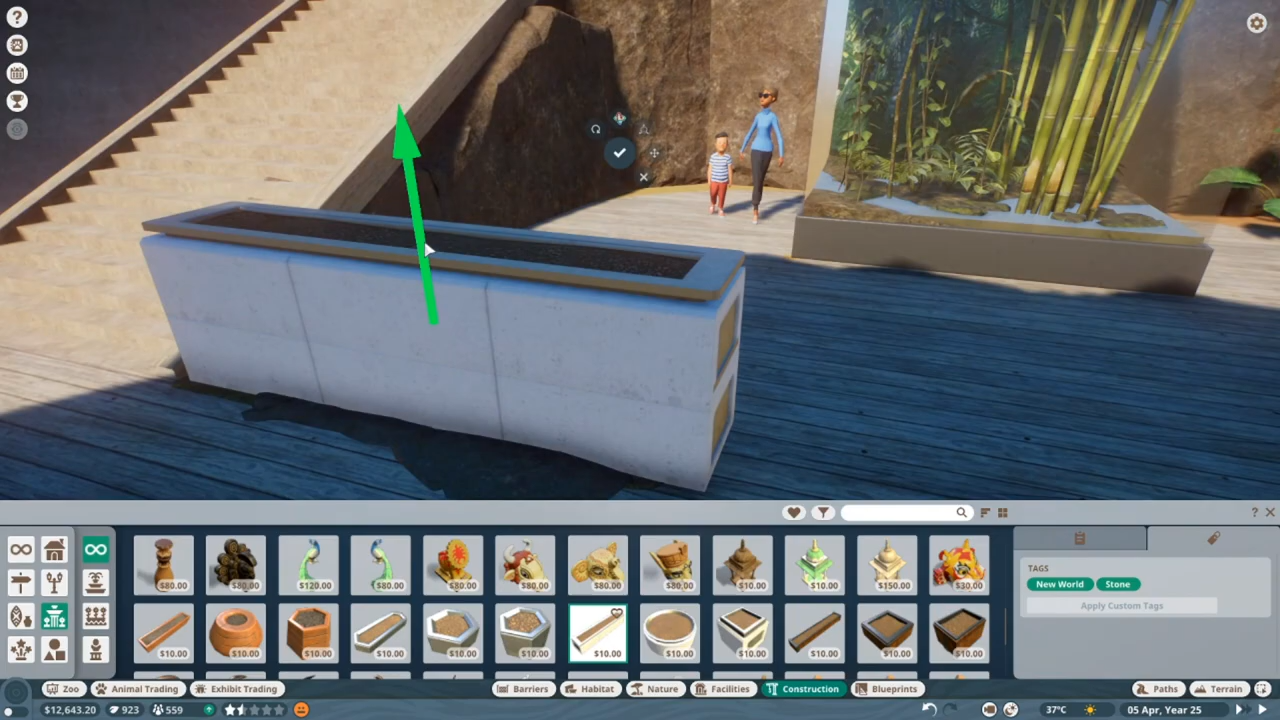 ?
? ×
$80.00 $80.00 $120.00 $80.00 $80.00 $80.00 $80.00 $80.00 $10.00 $10.00 $150.00 $30.00
TAGS
New World Stone
Apply Custom Tags
$10.00 $10.00 $10.00 $10.00 $10.00 $10.00 $10.00 $10.00 $10.00 $10.00 $10.00 $10.00
Zoo Animal Trading Exhibit Trading Barriers Habitat Nature Facilities Construction Blueprints Paths Terrain
$12,643.20 923 559 37°C 05 Apr, Year 25